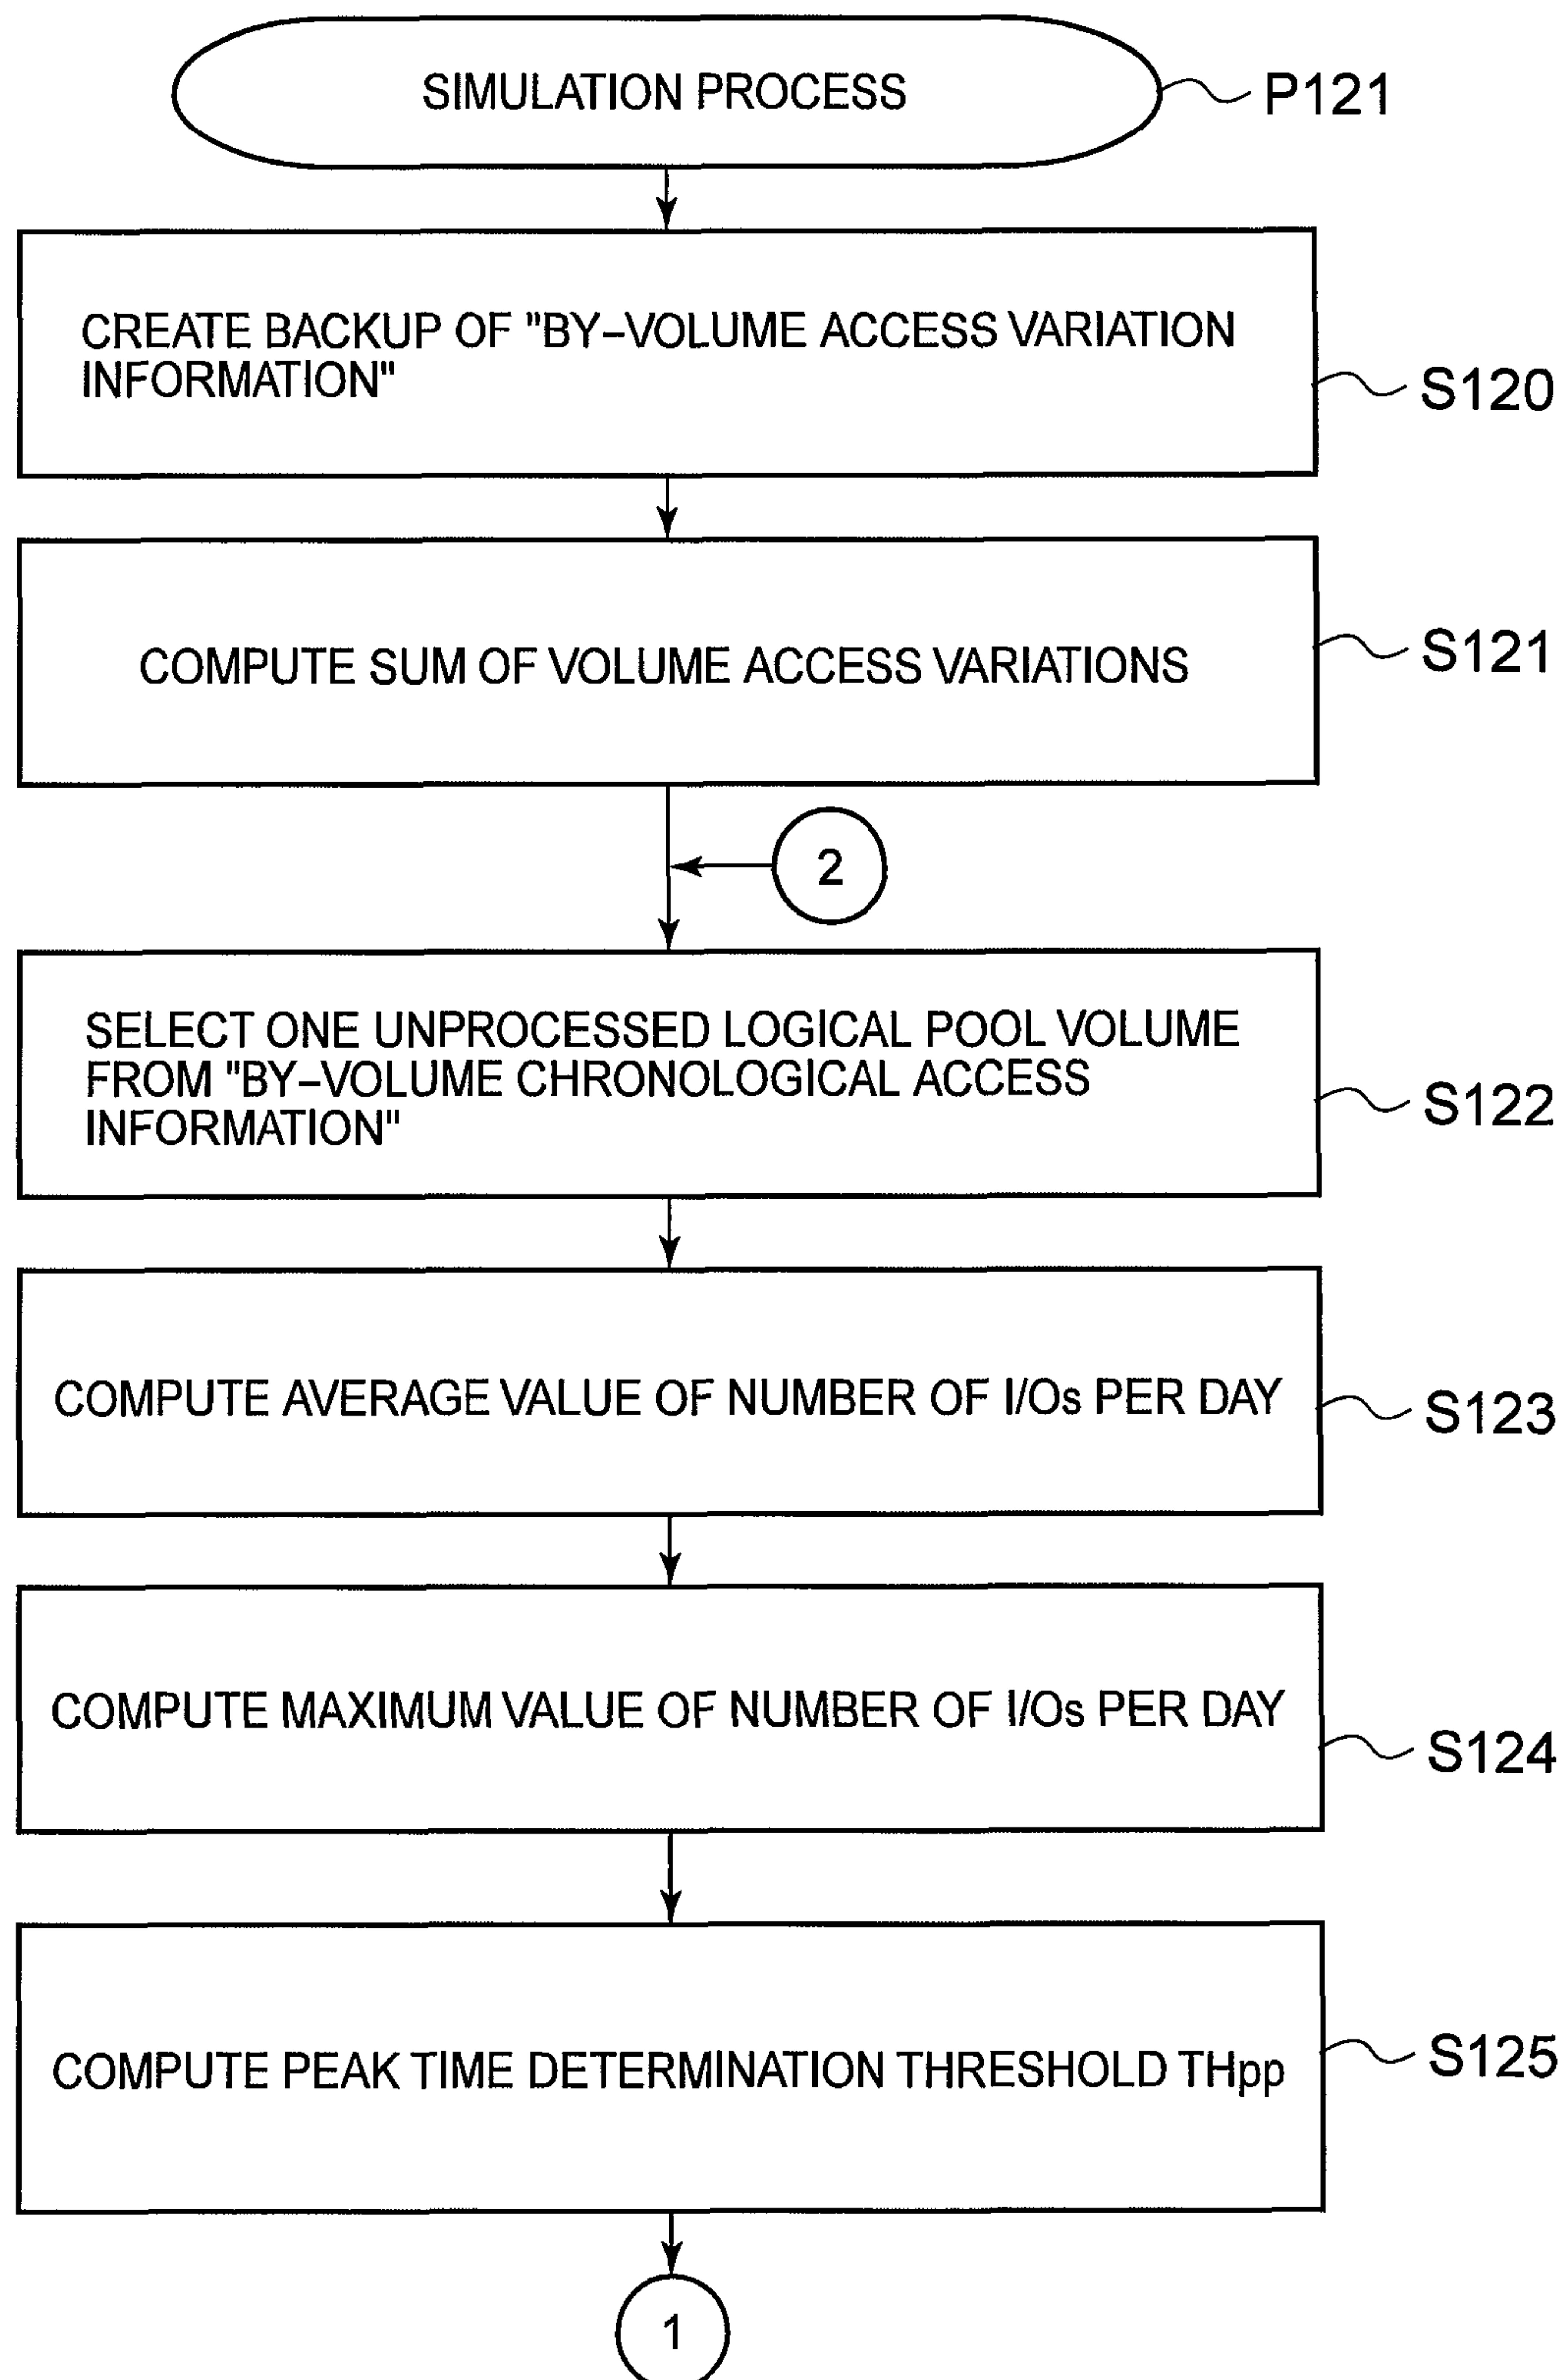 SIMULATION PROCESS
P121
CREATE BACKUP OF "BY–VOLUME ACCESS VARIATION
INFORMATION"
S120
COMPUTE SUM OF VOLUME ACCESS VARIATIONS
S121
2
SELECT ONE UNPROCESSED LOGICAL POOL VOLUME
FROM "BY–VOLUME CHRONOLOGICAL ACCESS
INFORMATION"
S122
COMPUTE AVERAGE VALUE OF NUMBER OF I/Os PER DAY
S123
COMPUTE MAXIMUM VALUE OF NUMBER OF I/Os PER DAY
S124
COMPUTE PEAK TIME DETERMINATION THRESHOLD THpp
S125
1